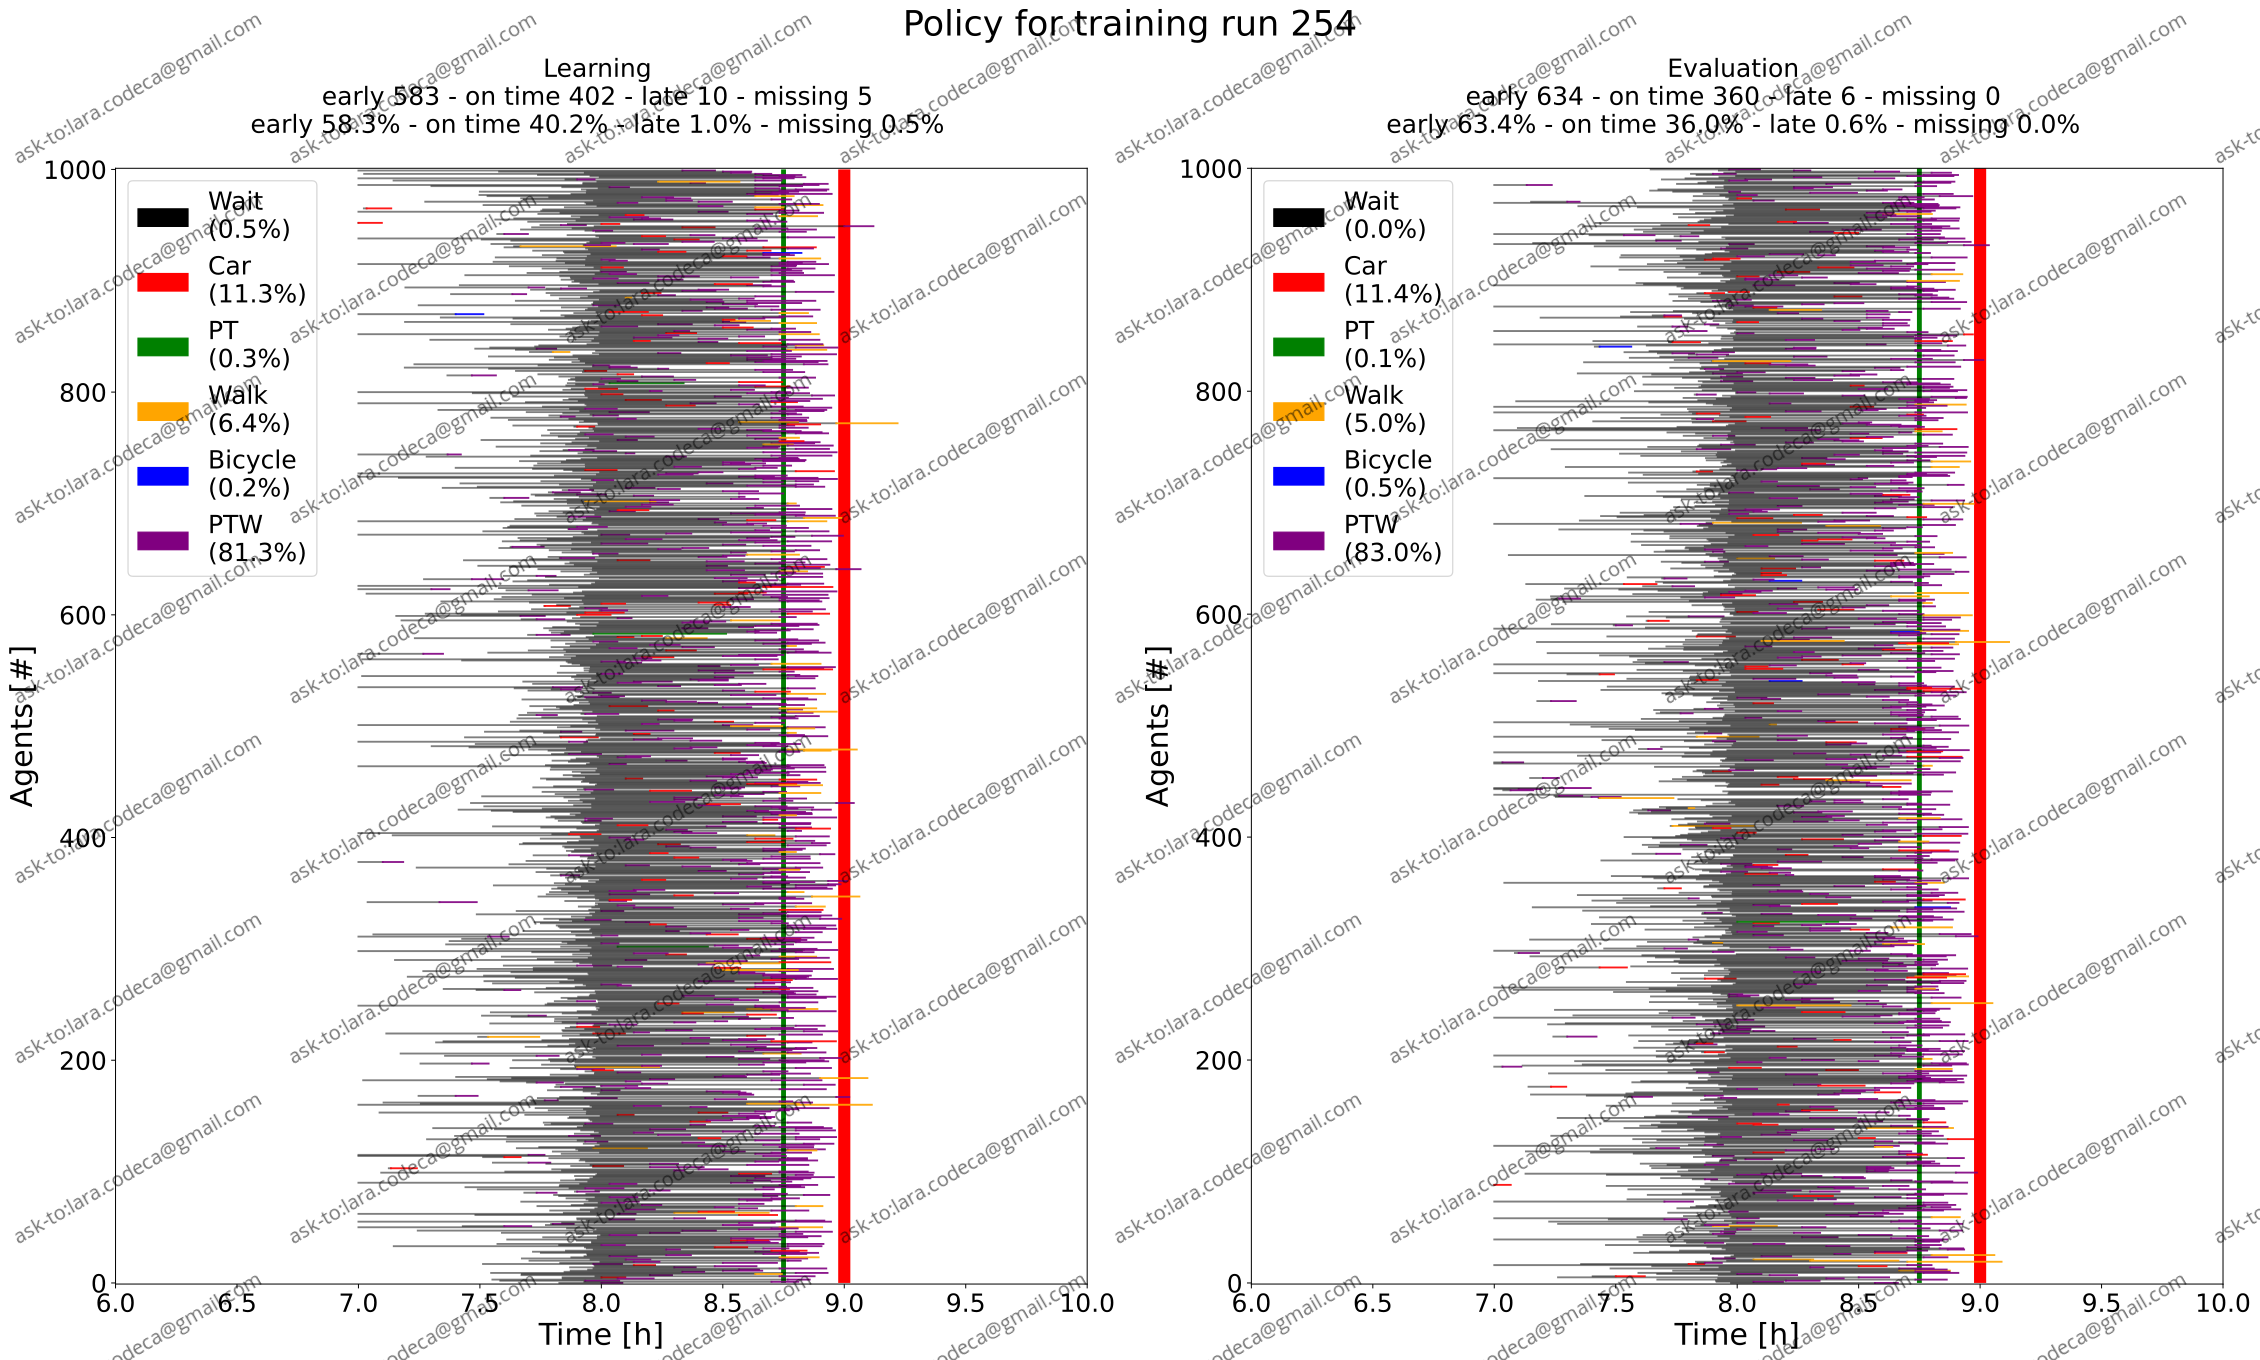 Policy for training run 254
Learning
early 583 - on time 402 - late 10 - missing 5
early 58.3% - on time 40.2% - late 1.0% - missing 0.5%
Wait
(0.5%)
Car
(11.3%)
PT
(0.3%)
Walk
(6.4%)
Bicycle
(0.2%)
PTW
(81.3%)
1000
800
600
400
200
0
Agents [#]
6.0 6.5 7.0 7.5 8.0 8.5 9.0 9.5 10.0
Time [h]
Evaluation
early 634 - on time 360 - late 6 - missing 0
early 63.4% - on time 36.0% - late 0.6% - missing 0.0%
Wait
(0.0%)
Car
(11.4%)
PT
(0.1%)
Walk
(5.0%)
Bicycle
(0.5%)
PTW
(83.0%)
1000
800
600
400
200
0
Agents [#]
6.0 6.5 7.0 7.5 8.0 8.5 9.0 9.5 10.0
Time [h]
ask-to:lara.codeca@gmail.com